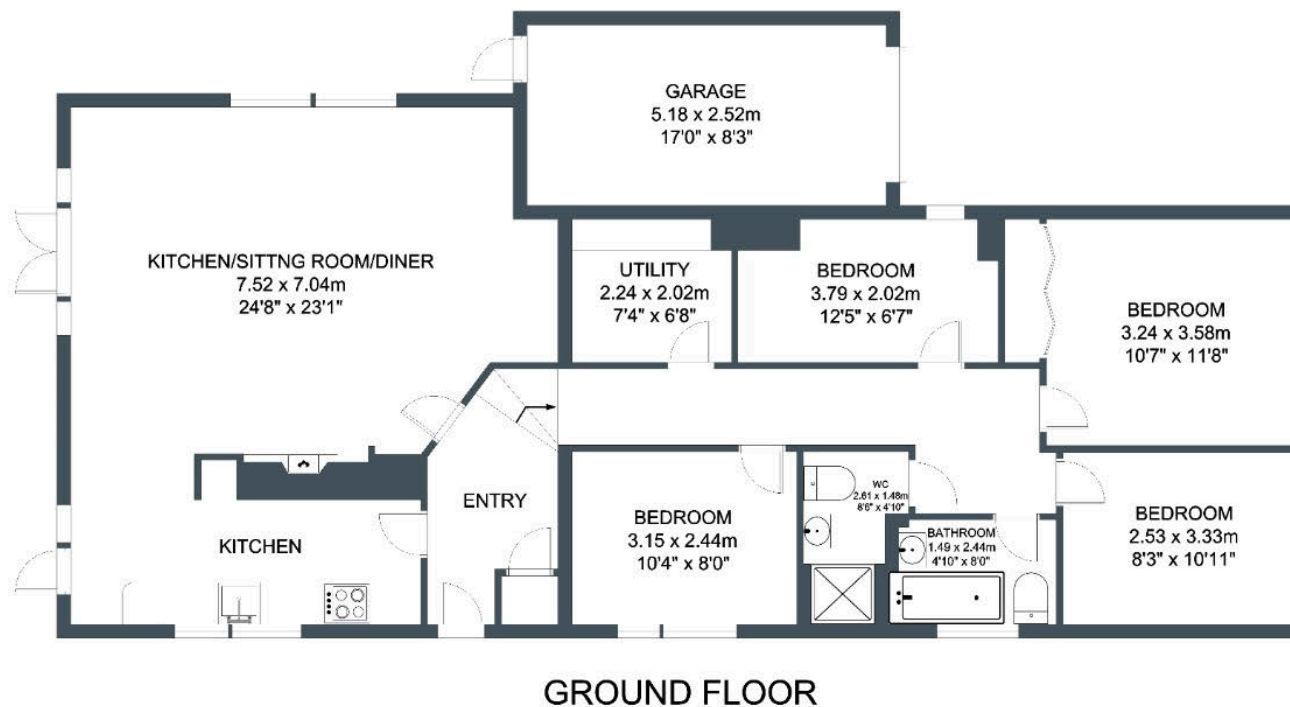 GARAGE
5.18 x 2.52m
17'0" x 8'3"
KITCHEN/SITTNG ROOM/DINER
7.52 x 7.04m
24'8" x 23'1"
UTILITY
2.24 x 2.02m
7'4" x 6'8"
BEDROOM
3.79 x 2.02m
12'5" x 6'7"
BEDROOM
3.24 x 3.58m
10'7" x 11'8"
KITCHEN
ENTRY
BEDROOM
3.15 x 2.44m
10'4" x 8'0"
WC
2.61 x 1.48m
8'6" x 4'10"
BATHROOM
1.49 x 2.44m
4'10" x 8'0"
BEDROOM
2.53 x 3.33m
8'3" x 10'11"
GROUND FLOOR